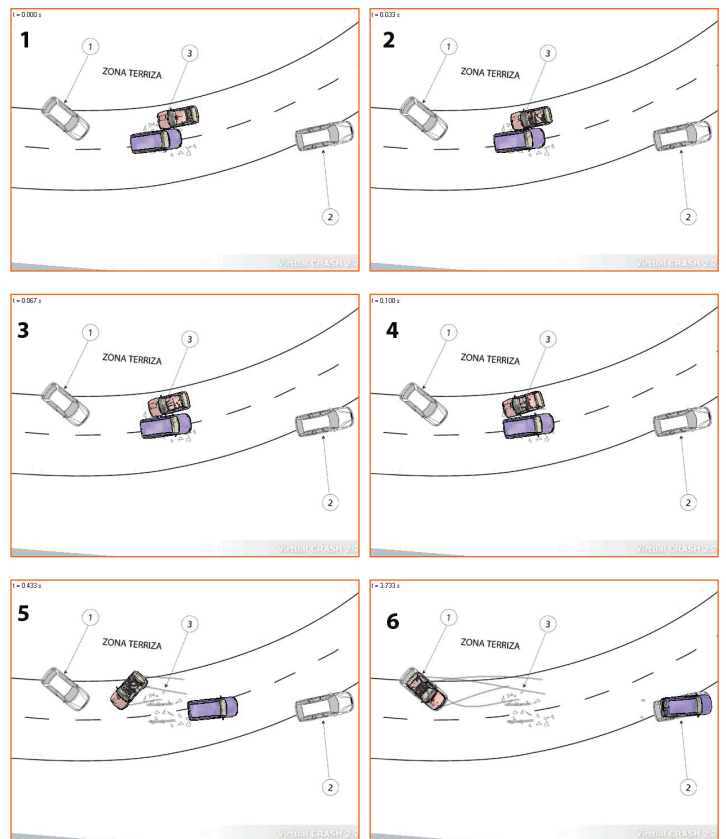 t = 0.000 s
1
1
3
ZONA TERRIZA
2
Virtual CRASH 2.2
t = 0.033 s
2
1
3
ZONA TERRIZA
2
Virtual CRASH 2.2
t = 0.067 s
3
1
3
ZONA TERRIZA
2
Virtual CRASH 2.2
t = 0.100 s
4
1
3
ZONA TERRIZA
2
Virtual CRASH 2.2
t = 0.433 s
5
1
3
ZONA TERRIZA
2
Virtual CRASH 2.2
t = 3.733 s
6
1
3
ZONA TERRIZA
2
Virtual CRASH 2.2